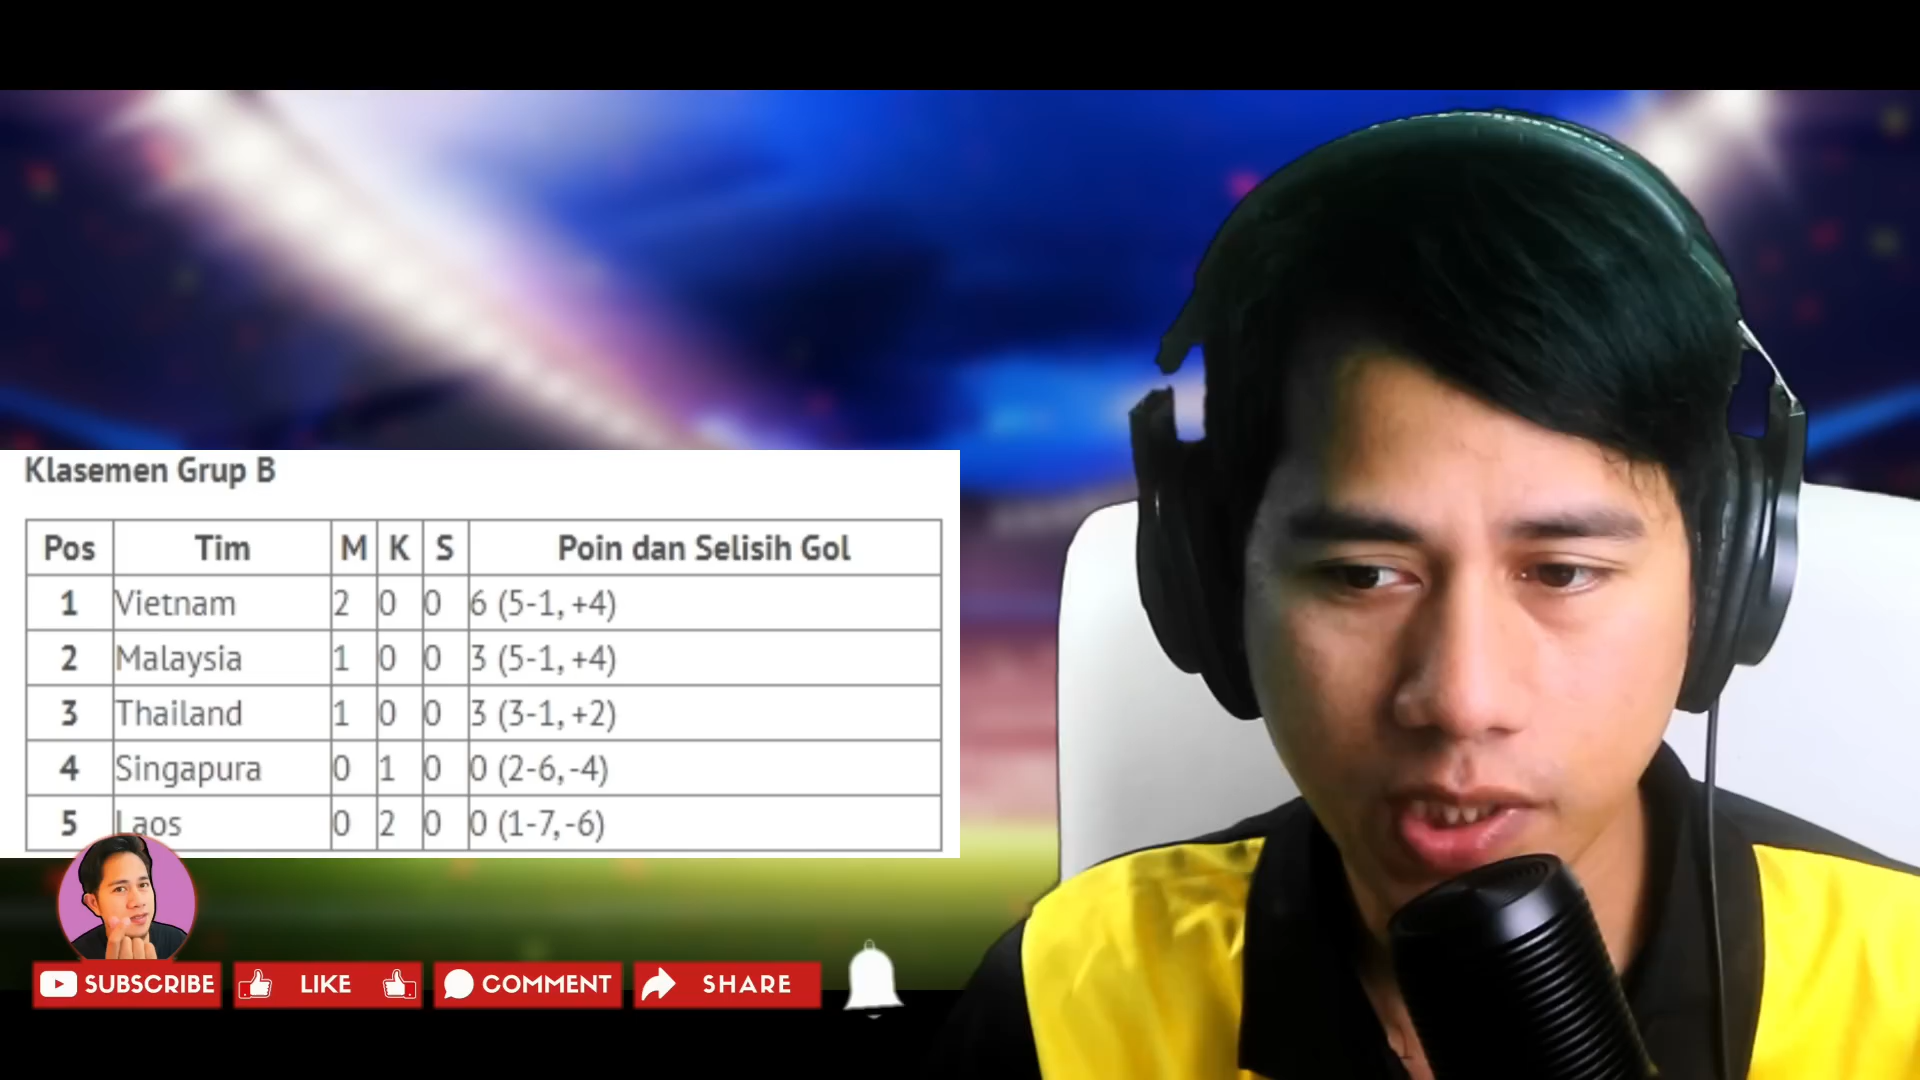 Klasemen Grup B
Pos Tim M K S Poin dan Selisih Gol
1 Vietnam 2 0 0 6 (5-1, +4)
2 Malaysia 1 0 0 3 (5-1, +4)
3 Thailand 1 0 0 3 (3-1, +2)
4 Singapura 0 1 0 0 (2-6, -4)
5 Laos 0 2 0 0 (1-7, -6)
SUBSCRIBE LIKE COMMENT SHARE